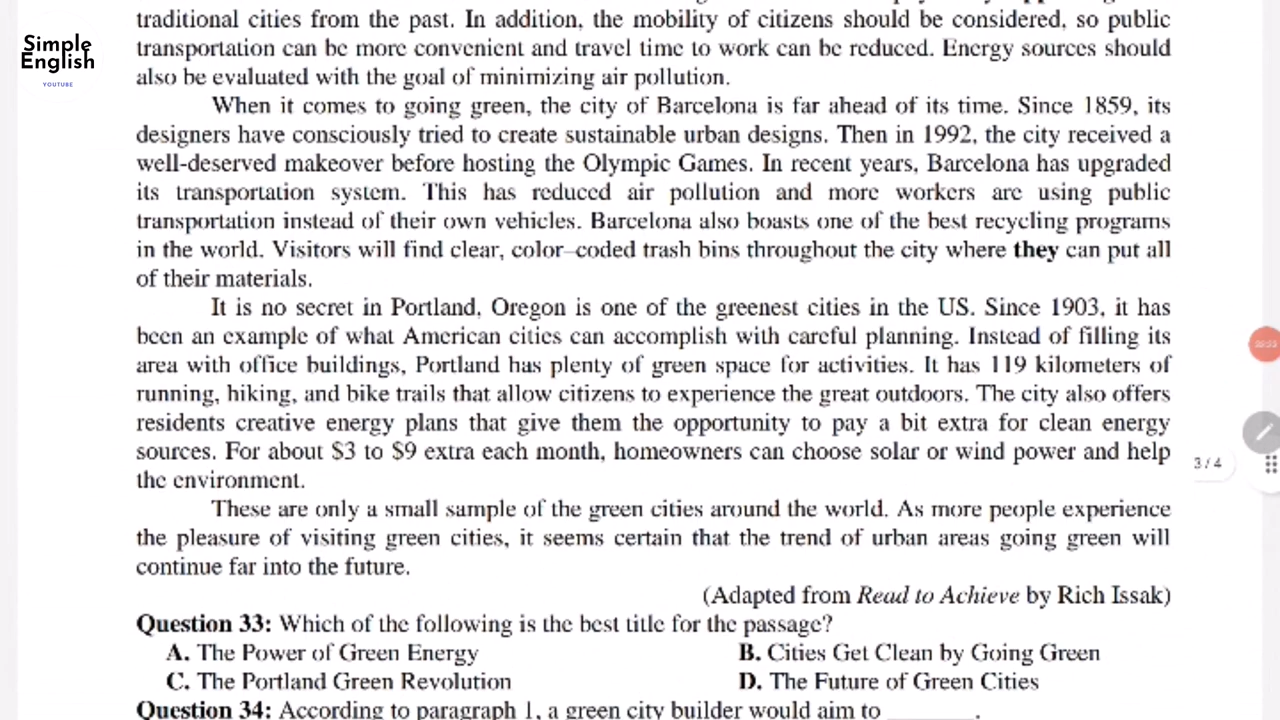 Simple
English
YOUTUBE
traditional cities from the past. In addition, the mobility of citizens should be considered, so public
transportation can be more convenient and travel time to work can be reduced. Energy sources should
also be evaluated with the goal of minimizing air pollution.
When it comes to going green, the city of Barcelona is far ahead of its time. Since 1859, its
designers have consciously tried to create sustainable urban designs. Then in 1992, the city received a
well-deserved makeover before hosting the Olympic Games. In recent years, Barcelona has upgraded
its transportation system. This has reduced air pollution and more workers are using public
transportation instead of their own vehicles. Barcelona also boasts one of the best recycling programs
in the world. Visitors will find clear, color–coded trash bins throughout the city where they can put all
of their materials.
It is no secret in Portland, Oregon is one of the greenest cities in the US. Since 1903, it has
been an example of what American cities can accomplish with careful planning. Instead of filling its
area with office buildings, Portland has plenty of green space for activities. It has 119 kilometers of
running, hiking, and bike trails that allow citizens to experience the great outdoors. The city also offers
residents creative energy plans that give them the opportunity to pay a bit extra for clean energy
sources. For about $3 to $9 extra each month, homeowners can choose solar or wind power and help
the environment.
3/4
These are only a small sample of the green cities around the world. As more people experience
the pleasure of visiting green cities, it seems certain that the trend of urban areas going green will
continue far into the future.
(Adapted from Read to Achieve by Rich Issak)
Question 33: Which of the following is the best title for the passage?
A. The Power of Green Energy
B. Cities Get Clean by Going Green
C. The Portland Green Revolution
D. The Future of Green Cities
Question 34: According to paragraph 1, a green city builder would aim to ________.